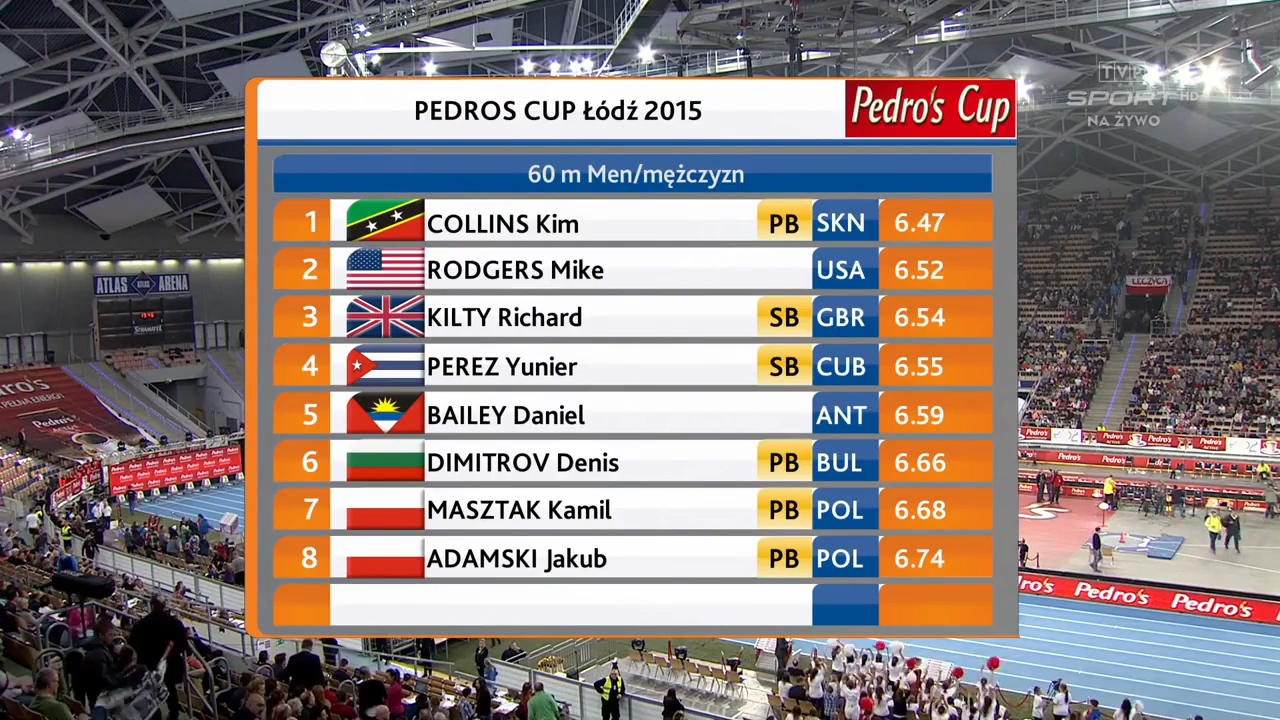 PEDROS CUP Łódź 2015
Pedro's Cup
TVP
SPORT HD
NA ŻYWO
60 m Men/mężczyzn
1 COLLINS Kim PB SKN 6.47
2 RODGERS Mike USA 6.52
3 KILTY Richard SB GBR 6.54
4 PEREZ Yunier SB CUB 6.55
5 BAILEY Daniel ANT 6.59
6 DIMITROV Denis PB BUL 6.66
7 MASZTAK Kamil PB POL 6.68
8 ADAMSKI Jakub PB POL 6.74
ATLAS ARENA
ŁĘCZYCA
Pedro's
Pedro's
Pedro's